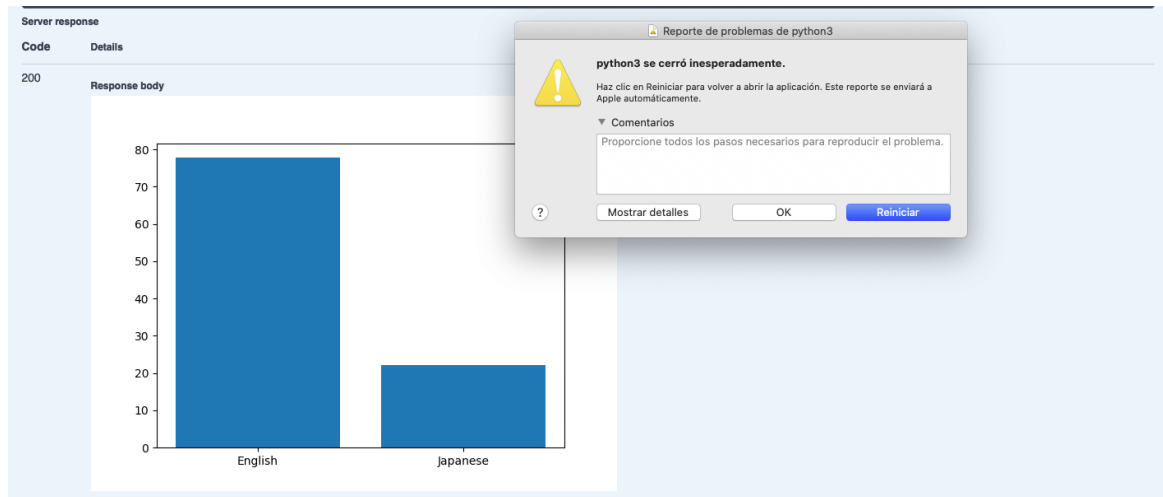 Server response
Code Details
200
Response body
80
70
60
50
40
30
20
10
0
English Japanese
Reporte de problemas de python3
python3 se cerró inesperadamente.
Haz clic en Reiniciar para volver a abrir la aplicación. Este reporte se enviará a
Apple automáticamente.
Comentarios
Proporcione todos los pasos necesarios para reproducir el problema.
? Mostrar detalles OK Reiniciar